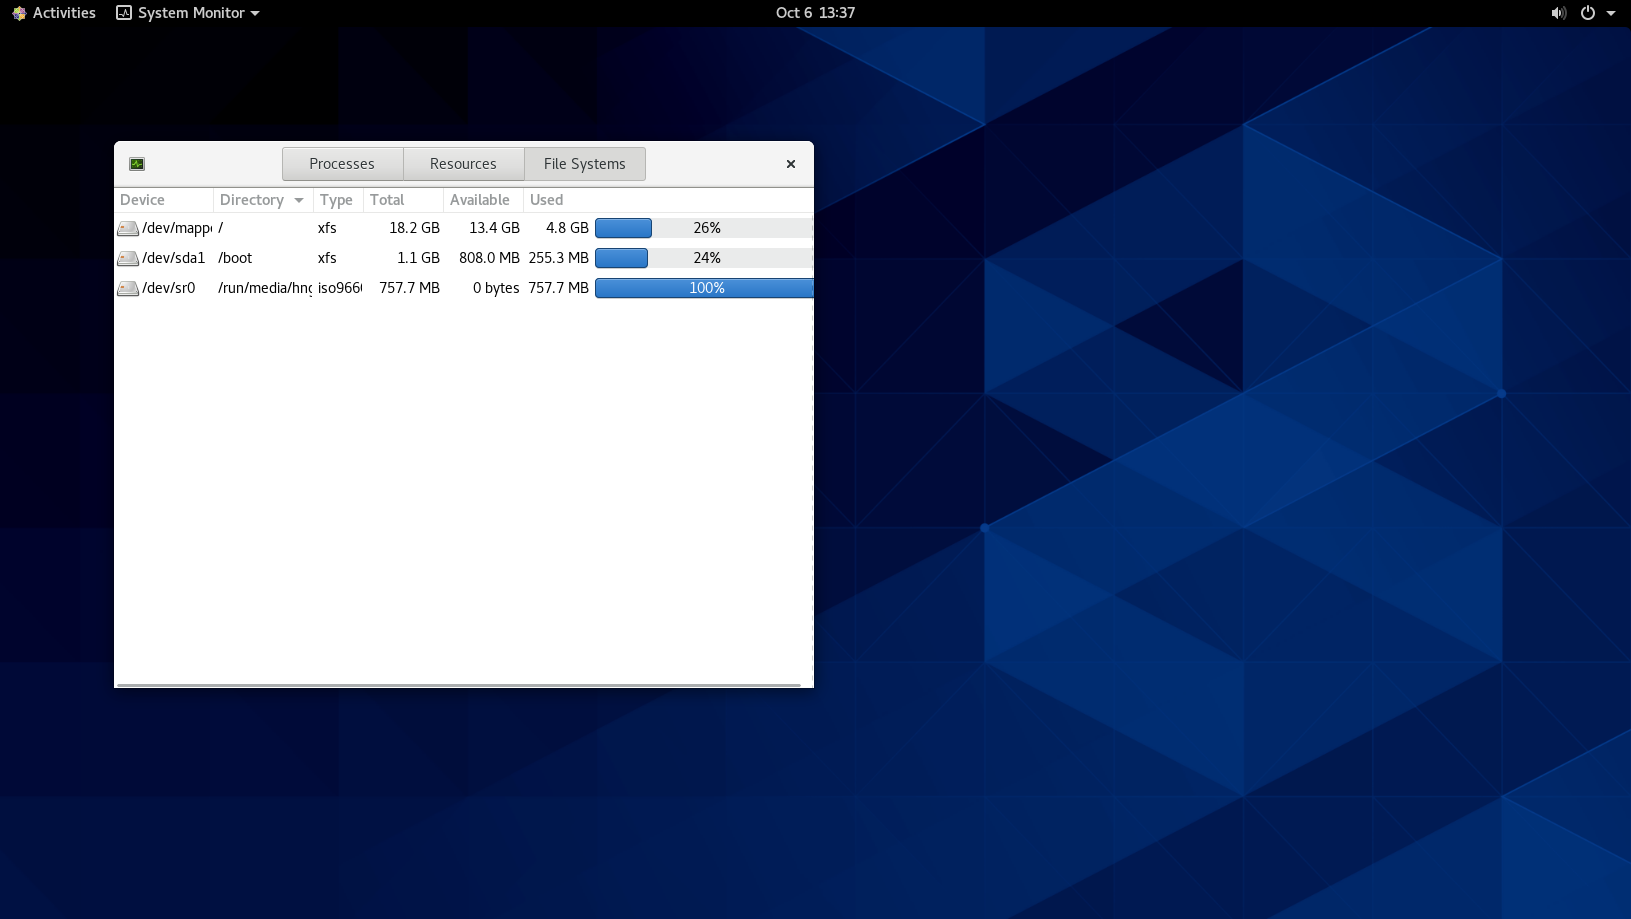 Activities System Monitor Oct 6 13:37
Processes Resources File Systems
Device Directory Type Total Available Used
/dev/mapp / xfs 18.2 GB 13.4 GB 4.8 GB 26%
/dev/sda1 /boot xfs 1.1 GB 808.0 MB 255.3 MB 24%
/dev/sr0 /run/media/hn iso966 757.7 MB 0 bytes 757.7 MB 100%